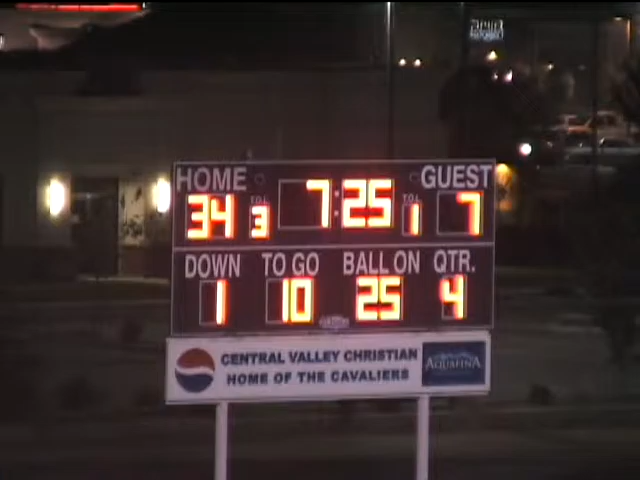 HOME GUEST
34 T.O.L. 3 7:25 T.O.L. 1 7
DOWN TO GO BALL ON QTR.
1 10 25 4
CENTRAL VALLEY CHRISTIAN
HOME OF THE CAVALIERS
AQUAFINA